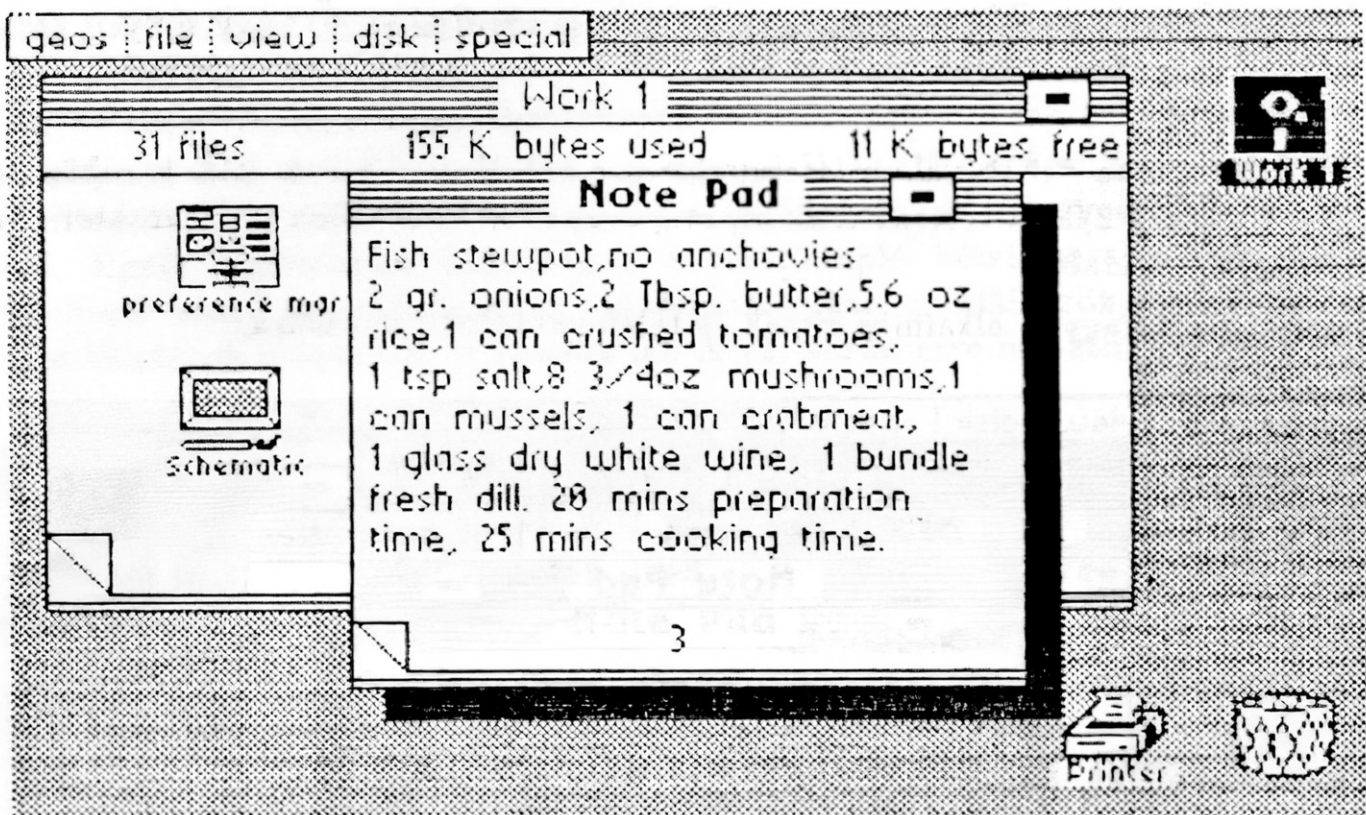 geos file view disk special
Work 1
31 files 155 K bytes used 11 K bytes free
Work 1
Note Pad
preference mgr
Schematic
Fish stewpot,no anchovies
2 gr. onions,2 Tbsp. butter,5.6 oz
rice,1 can crushed tomatoes,
1 tsp salt,8 3/4oz mushrooms,1
can mussels, 1 can crabmeat,
1 glass dry white wine, 1 bundle
fresh dill. 20 mins preparation
time, 25 mins cooking time.
3
Printer